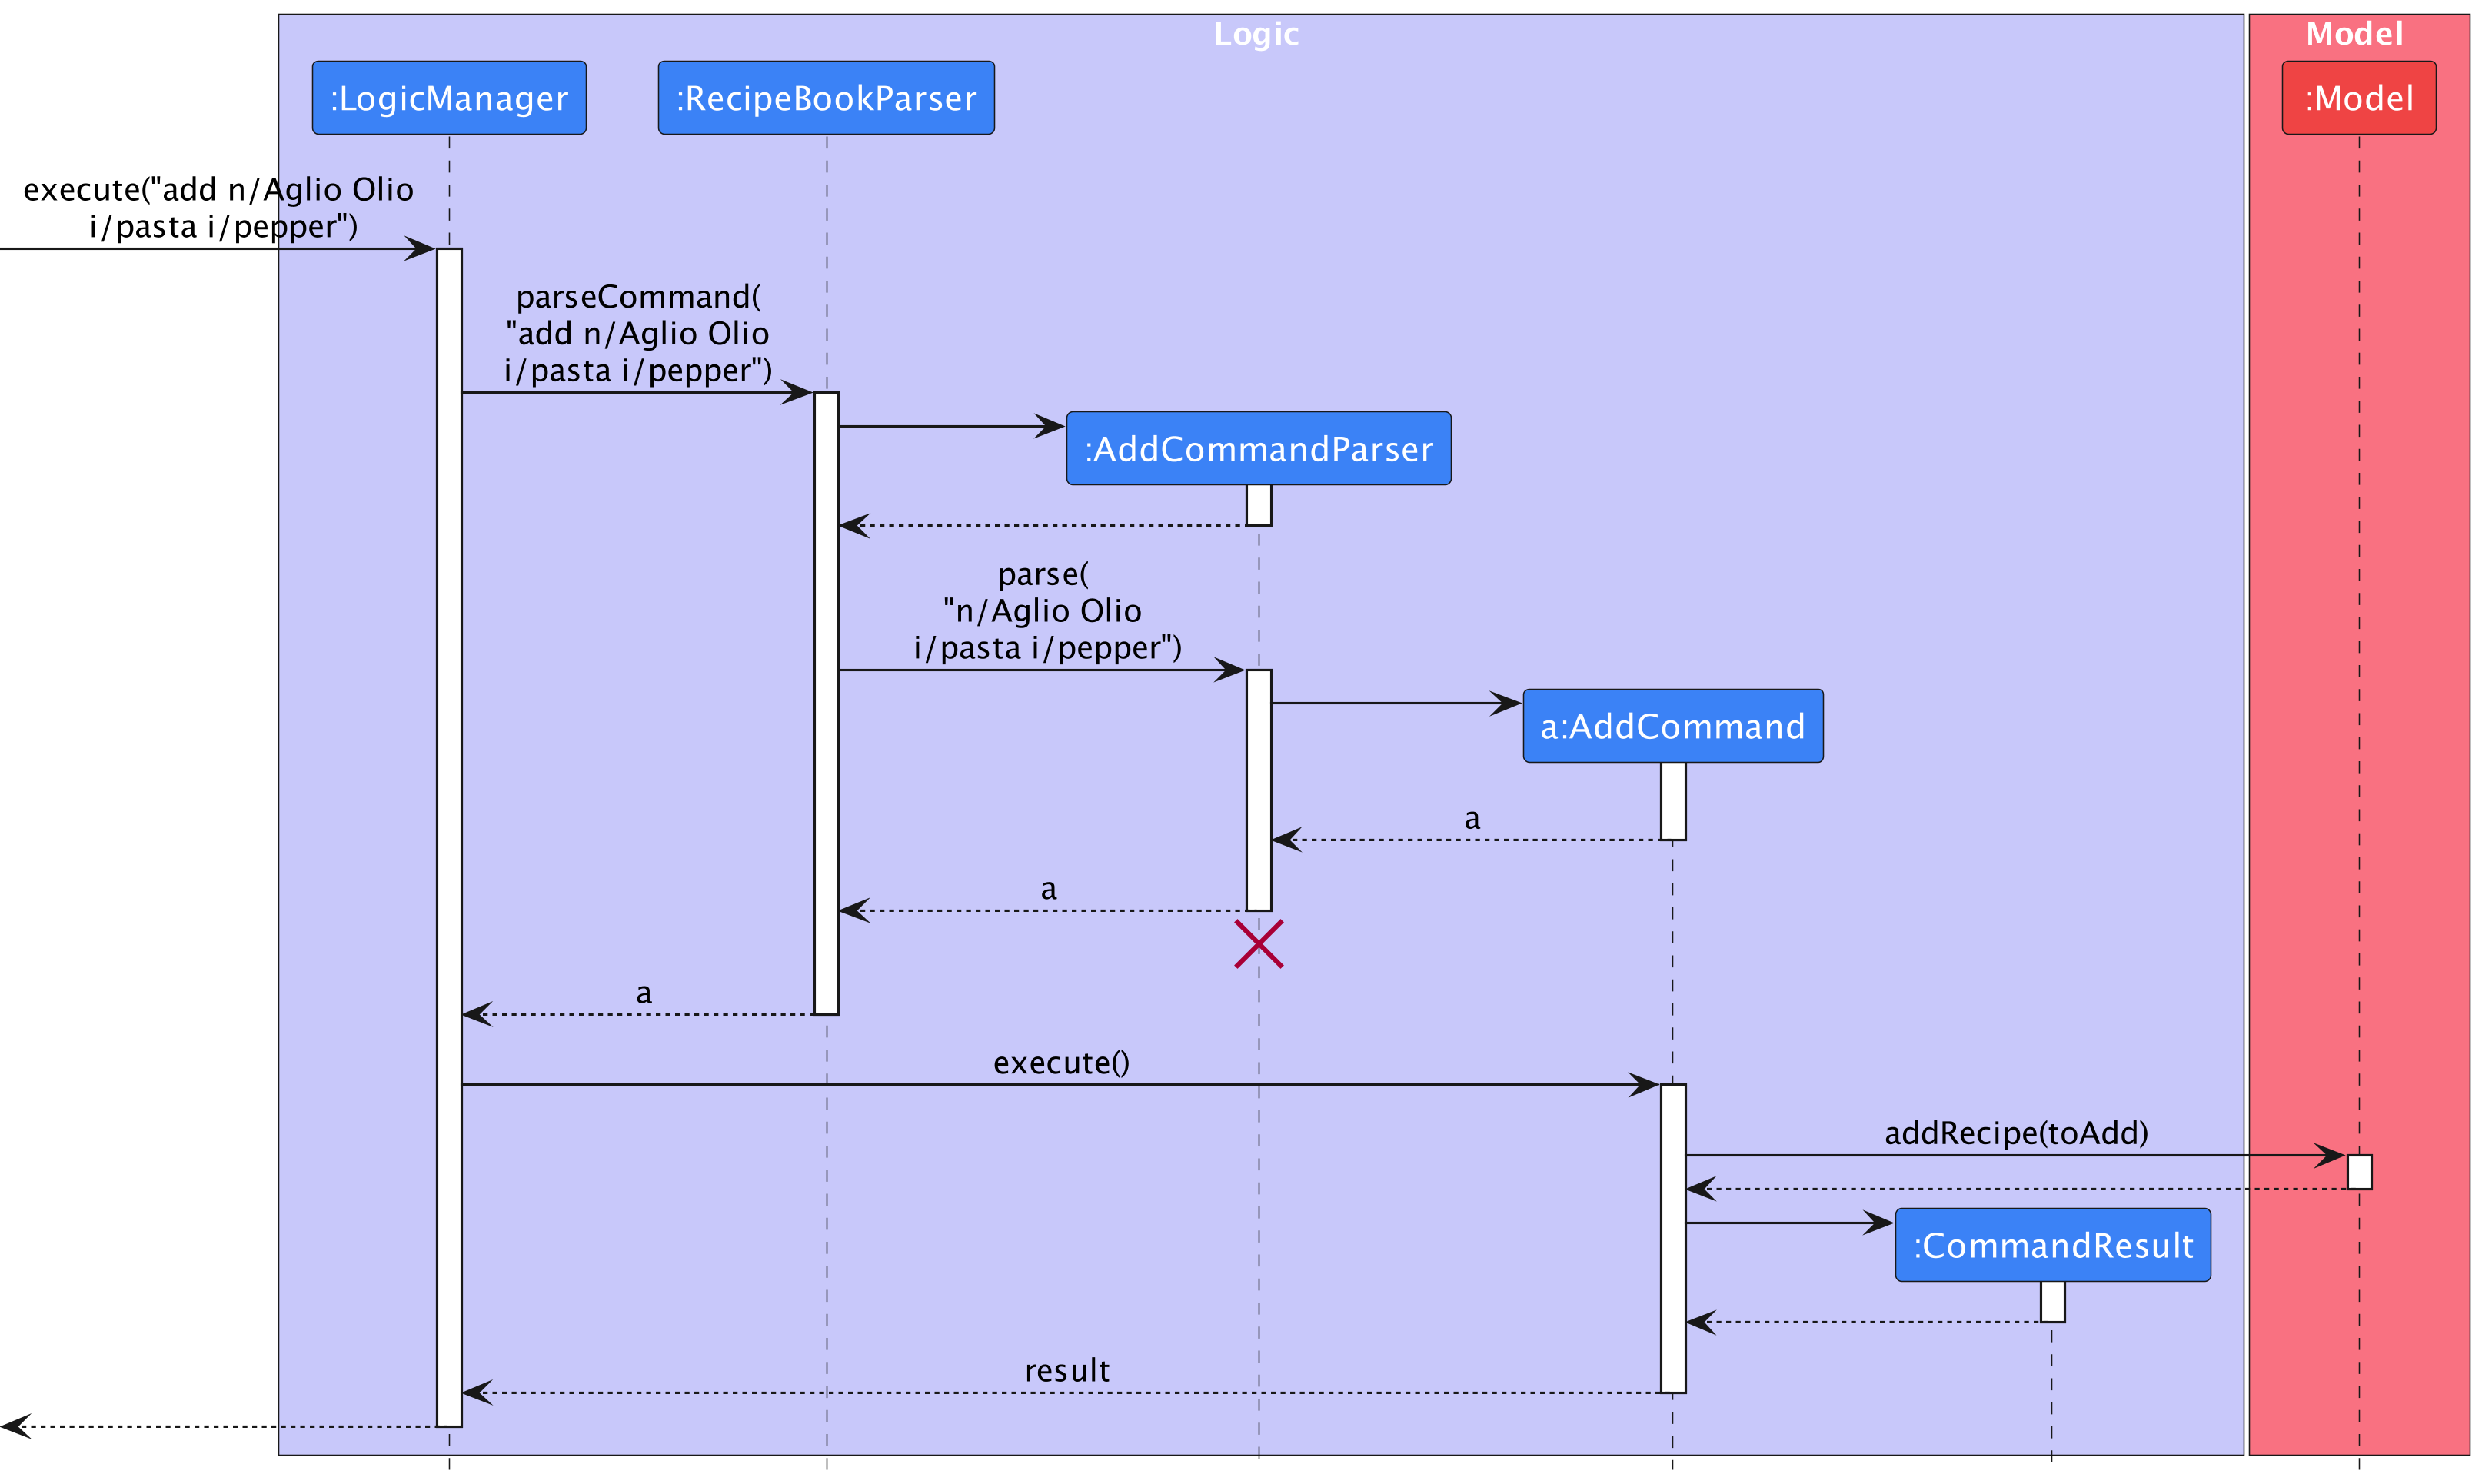 Logic
Model
:LogicManager
:RecipeBookParser
:Model
execute("add n/Aglio Olio
i/pasta i/pepper")
parseCommand(
"add n/Aglio Olio
i/pasta i/pepper")
:AddCommandParser
parse(
"n/Aglio Olio
i/pasta i/pepper")
a:AddCommand
a
a
a
execute()
addRecipe(toAdd)
:CommandResult
result